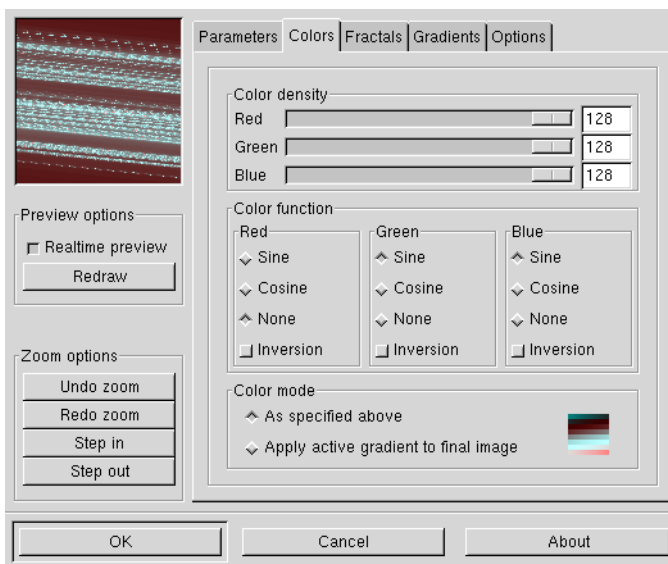 Parameters Colors Fractals Gradients Options
Color density
Red 128
Green 128
Blue 128
Preview options
Realtime preview
Redraw
Color function
Red Green Blue
Sine Sine Sine
Cosine Cosine Cosine
None None None
Inversion Inversion Inversion
Zoom options
Undo zoom
Redo zoom
Step in
Step out
Color mode
As specified above
Apply active gradient to final image
OK Cancel About